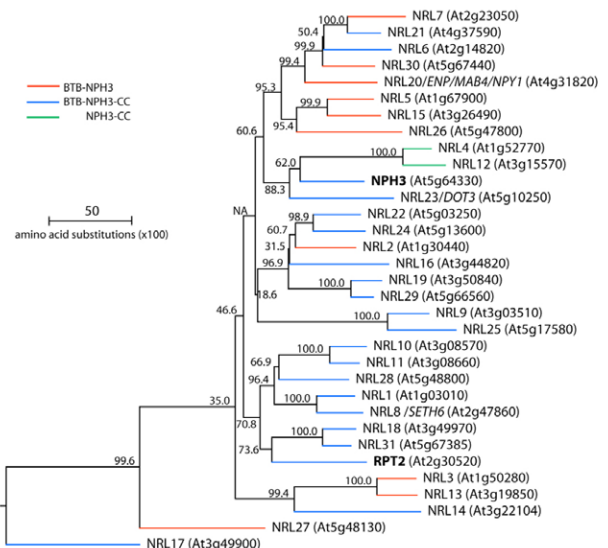 NRL7 (At2g23050)
100.0
50.4
NRL21 (At4g37590)
99.9
NRL6 (At2g14820)
99.4
NRL30 (At5g67440)
NRL20/ENP/MAB4/NPY1 (At4g31820)
95.3
BTB-NPH3
BTB-NPH3-CC
NPH3-CC
99.9
NRL5 (At1g67900)
NRL15 (At3g26490)
95.4
NRL26 (At5g47800)
60.6
NRL4 (At1g52770)
100.0
62.0
NRL12 (At3g15570)
NPH3 (At5g64330)
88.3
NRL23/DOT3 (At5g10250)
50
amino acid substitutions (x100)
NA
NRL22 (At5g03250)
98.9
60.7
NRL24 (At5g13600)
31.5
NRL2 (At1g30440)
96.9
NRL16 (At3g44820)
NRL19 (At3g50840)
100.0
18.6
NRL29 (At5g66560)
46.6
NRL9 (At3g03510)
100.0
NRL25 (At5g17580)
NRL10 (At3g08570)
100.0
66.9
NRL11 (At3g08660)
96.4
NRL28 (At5g48800)
35.0
NRL1 (At1g03010)
100.0
NRL8 /SETH6 (At2g47860)
70.8
NRL18 (At3g49970)
100.0
73.6
NRL31 (At5g67385)
99.6
RPT2 (At2g30520)
NRL3 (At1g50280)
100.0
99.4
NRL13 (At3g19850)
NRL14 (At3g22104)
NRL27 (At5g48130)
NRL17 (At3g49900)